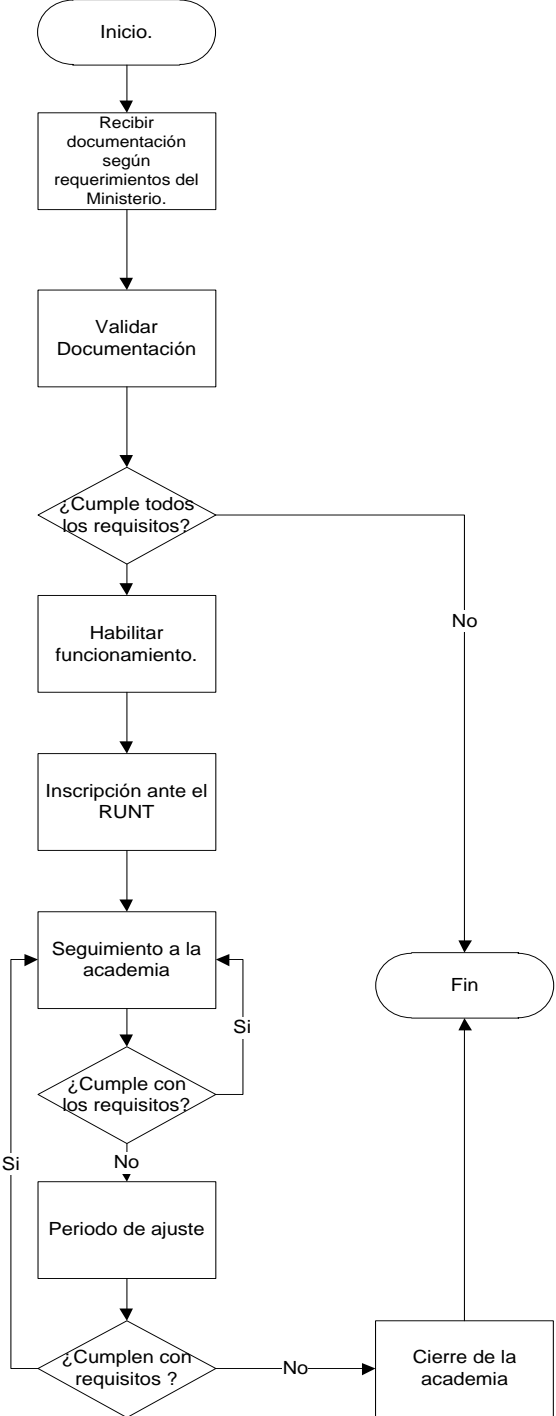 Inicio.
Recibir
documentación
según
requerimientos del
Ministerio.
Validar
Documentación
¿Cumple todos
los requisitos?
No
Habilitar
funcionamiento.
Inscripción ante el
RUNT
Seguimiento a la
academia
Fin
Si
¿Cumple con
los requisitos?
Si
No
Periodo de ajuste
¿Cumplen con
requisitos ?
No
Cierre de la
academia